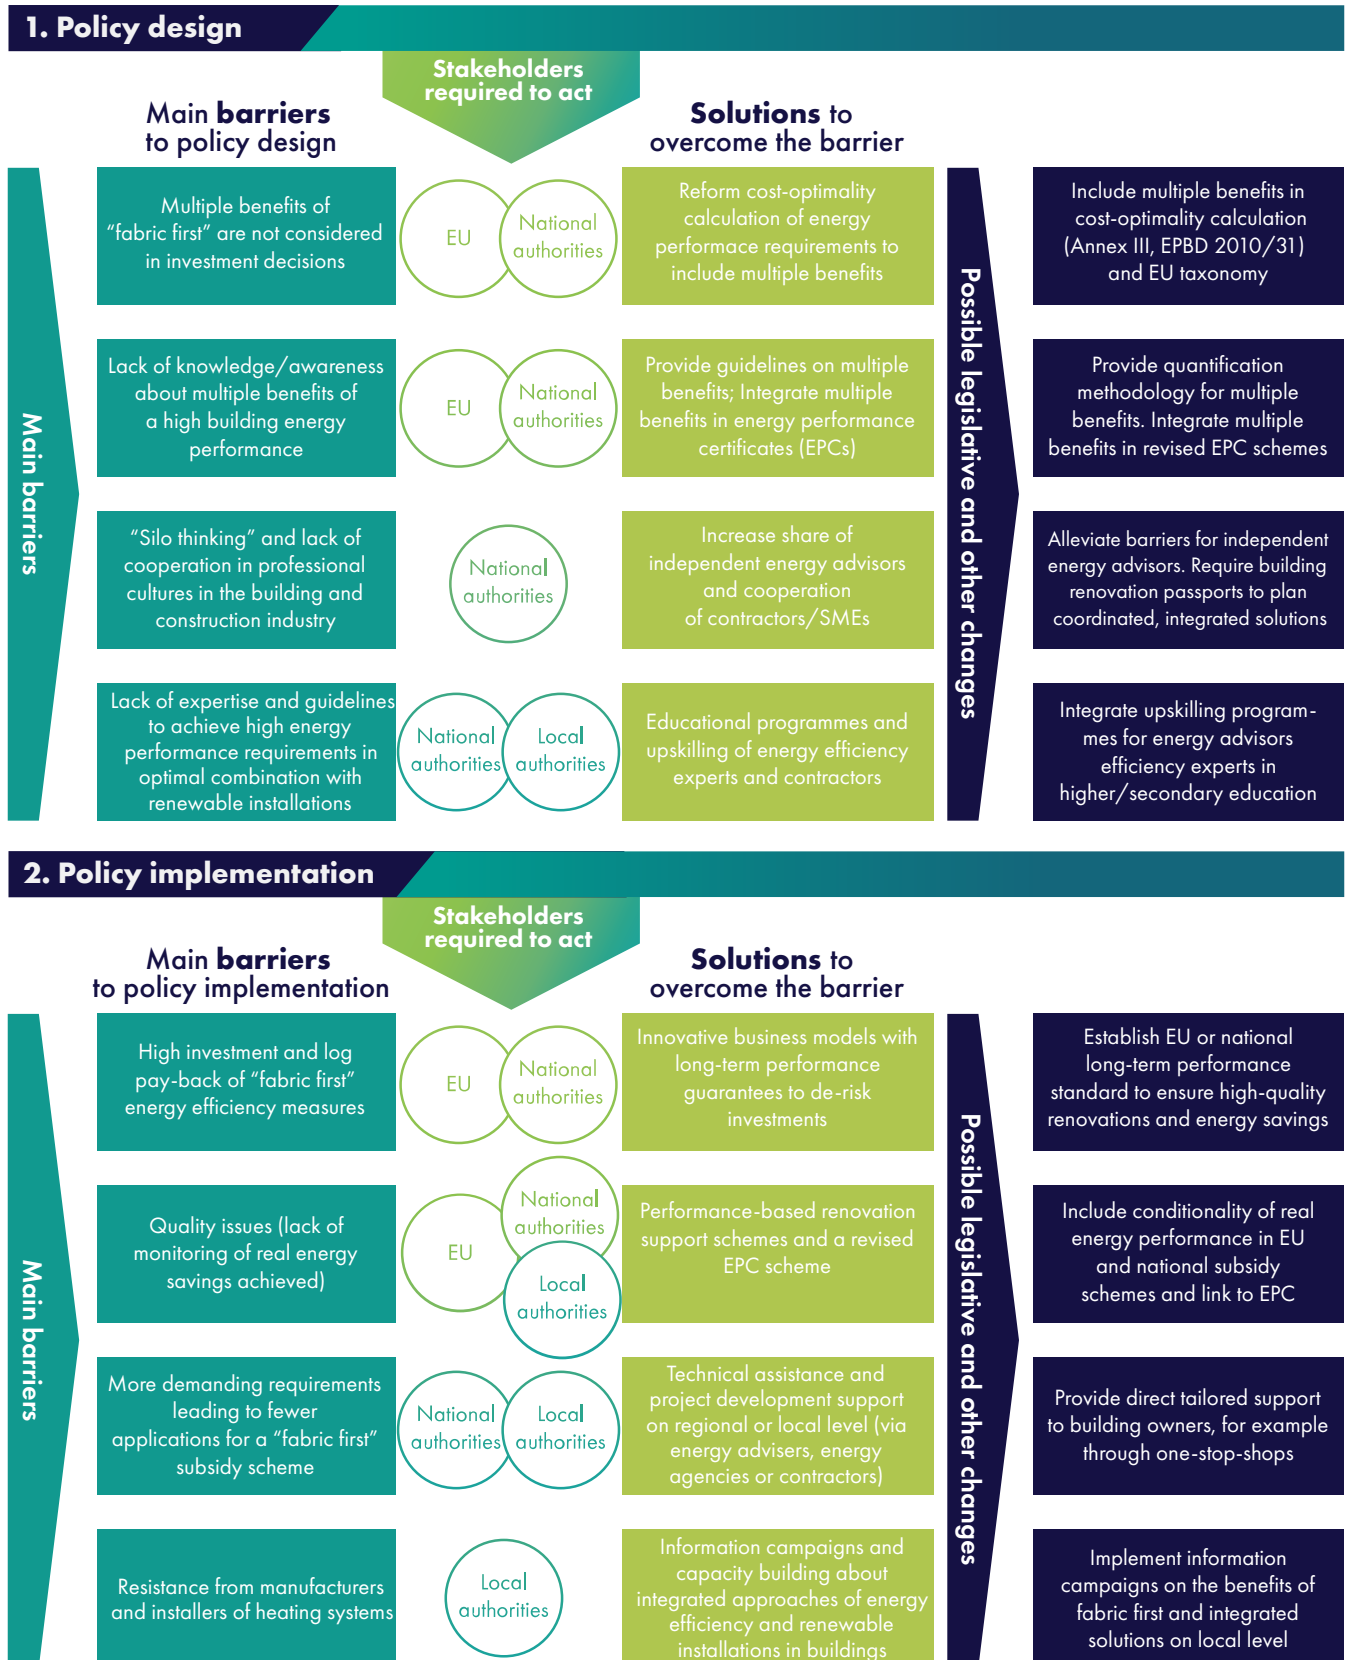 1. Policy design
Stakeholders
required to act
Main barriers
to policy design
Solutions to
overcome the barrier
Main barriers
Multiple benefits of
“fabric first” are not considered
in investment decisions
EU
National
authorities
Reform cost-optimality
calculation of energy
performace requirements to
include multiple benefits
Possible legislative and other changes
Include multiple benefits in
cost-optimality calculation
(Annex III, EPBD 2010/31)
and EU taxonomy
Lack of knowledge/awareness
about multiple benefits of
a high building energy
performance
EU
National
authorities
Provide guidelines on multiple
benefits; Integrate multiple
benefits in energy performance
certificates (EPCs)
Provide quantification
methodology for multiple
benefits. Integrate multiple
benefits in revised EPC schemes
“Silo thinking” and lack of
cooperation in professional
cultures in the building and
construction industry
National
authorities
Increase share of
independent energy advisors
and cooperation
of contractors/SMEs
Alleviate barriers for independent
energy advisors. Require building
renovation passports to plan
coordinated, integrated solutions
Lack of expertise and guidelines
to achieve high energy
performance requirements in
optimal combination with
renewable installations
National
authorities
Local
authorities
Educational programmes and
upskilling of energy efficiency
experts and contractors
Integrate upskilling program-
mes for energy advisors
efficiency experts in
higher/secondary education
2. Policy implementation
Stakeholders
required to act
Main barriers
to policy implementation
Solutions to
overcome the barrier
Main barriers
High investment and log
pay-back of “fabric first”
energy efficiency measures
EU
National
authorities
Innovative business models with
long-term performance
guarantees to de-risk
investments
Possible legislative and other changes
Establish EU or national
long-term performance
standard to ensure high-quality
renovations and energy savings
Quality issues (lack of
monitoring of real energy
savings achieved)
EU
National
authorities
Local
authorities
Performance-based renovation
support schemes and a revised
EPC scheme
Include conditionality of real
energy performance in EU
and national subsidy
schemes and link to EPC
More demanding requirements
leading to fewer
applications for a “fabric first”
subsidy scheme
National
authorities
Local
authorities
Technical assistance and
project development support
on regional or local level (via
energy advisers, energy
agencies or contractors)
Provide direct tailored support
to building owners, for example
through one-stop-shops
Resistance from manufacturers
and installers of heating systems
Local
authorities
Information campaigns and
capacity building about
integrated approaches of energy
efficiency and renewable
installations in buildings
Implement information
campaigns on the benefits of
fabric first and integrated
solutions on local level